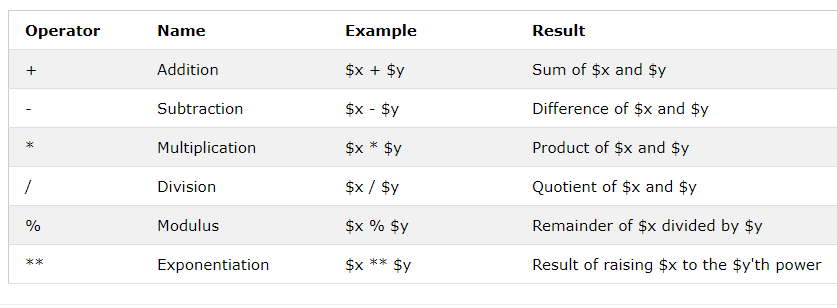 Operator Name Example Result
+ Addition $x + $y Sum of $x and $y
- Subtraction $x - $y Difference of $x and $y
* Multiplication $x * $y Product of $x and $y
/ Division $x / $y Quotient of $x and $y
% Modulus $x % $y Remainder of $x divided by $y
** Exponentiation $x ** $y Result of raising $x to the $y'th power